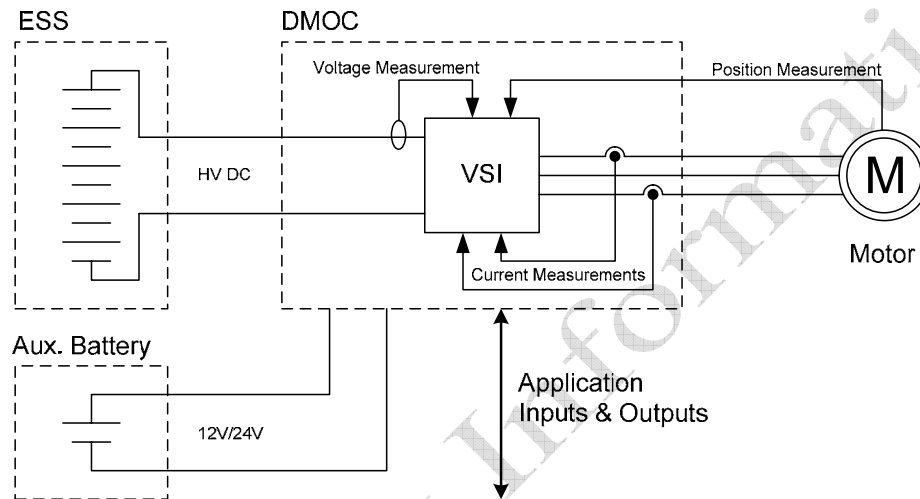 ESS
DMOC
Voltage Measurement
Position Measurement
HV DC
VSI
M
Motor
Current Measurements
Aux. Battery
12V/24V
Application
Inputs & Outputs
Informati